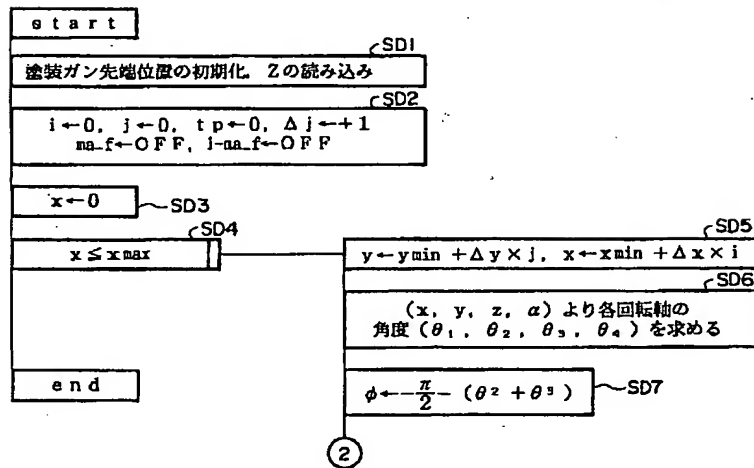 start
SD1
塗装ガン先端位置の初期化. Zの読み込み
SD2
i←0, j←0, tp←0, Δj←+1
ma_f←OFF, i-ma_f←OFF
x←0
SD3
SD4
x≤xmax
SD5
y←ymin+Δy×j, x←xmin+Δx×i
SD6
(x, y, z, α)より各回転軸の
角度(θ₁, θ₂, θ₃, θ₄)を求める
end
φ←-π/2-(θ²+θ³)
SD7
2